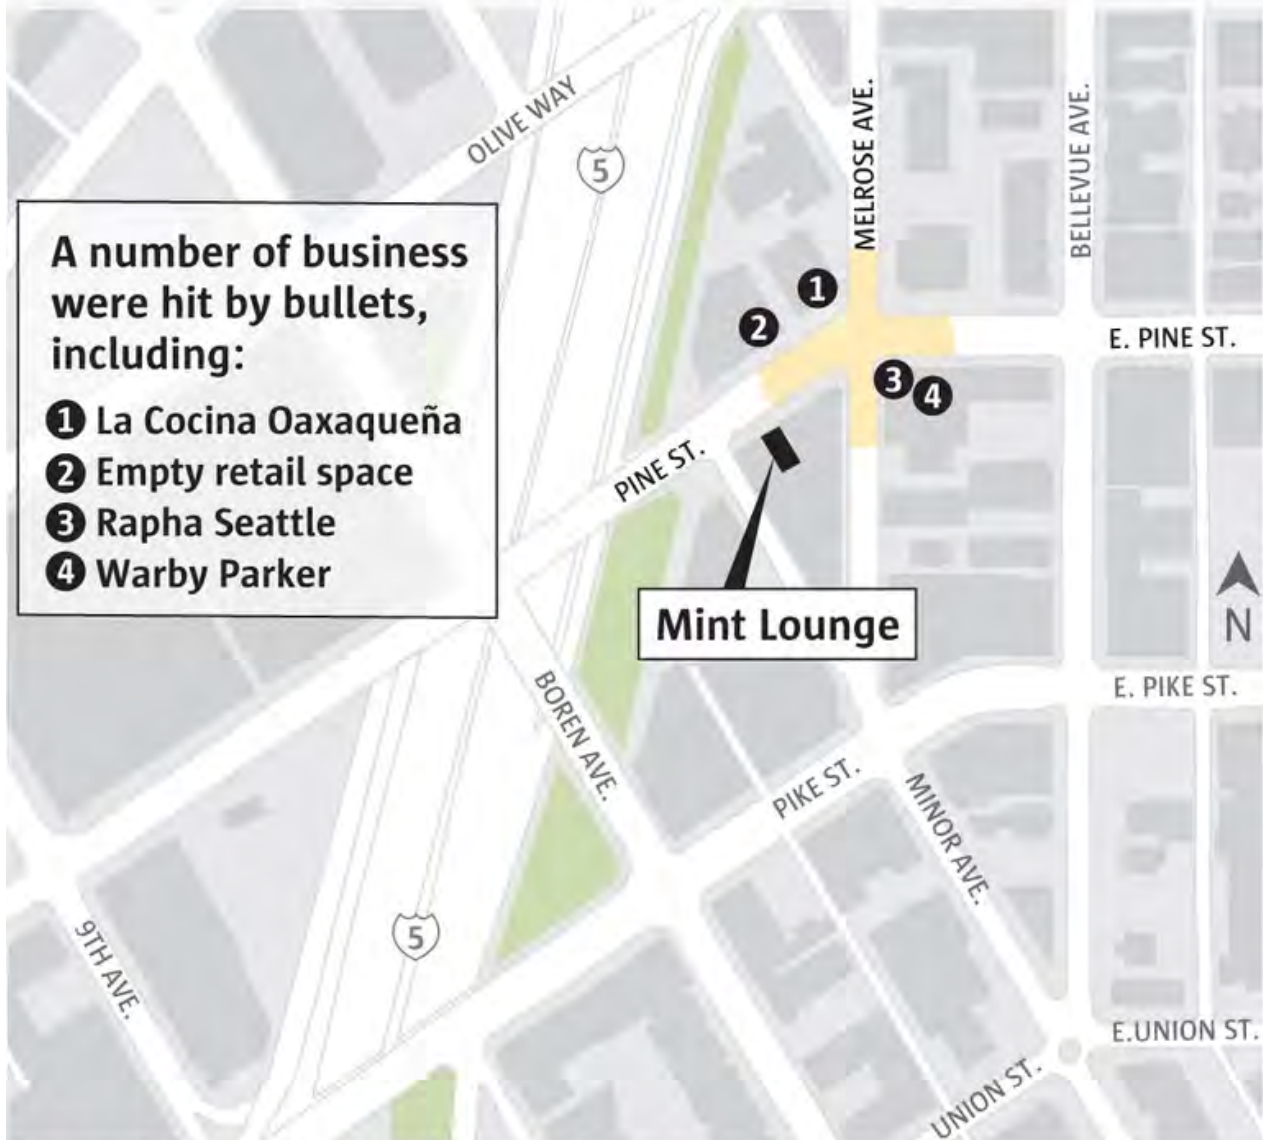 OLIVE WAY
5
MELROSE AVE.
BELLEVUE AVE.
A number of business
were hit by bullets,
including:
1 La Cocina Oaxaqueña
2 Empty retail space
3 Rapha Seattle
4 Warby Parker
1
2
3
4
E. PINE ST.
PINE ST.
Mint Lounge
N
E. PIKE ST.
BOREN AVE.
PIKE ST.
MINOR AVE.
5
9TH AVE.
E.UNION ST.
UNION ST.